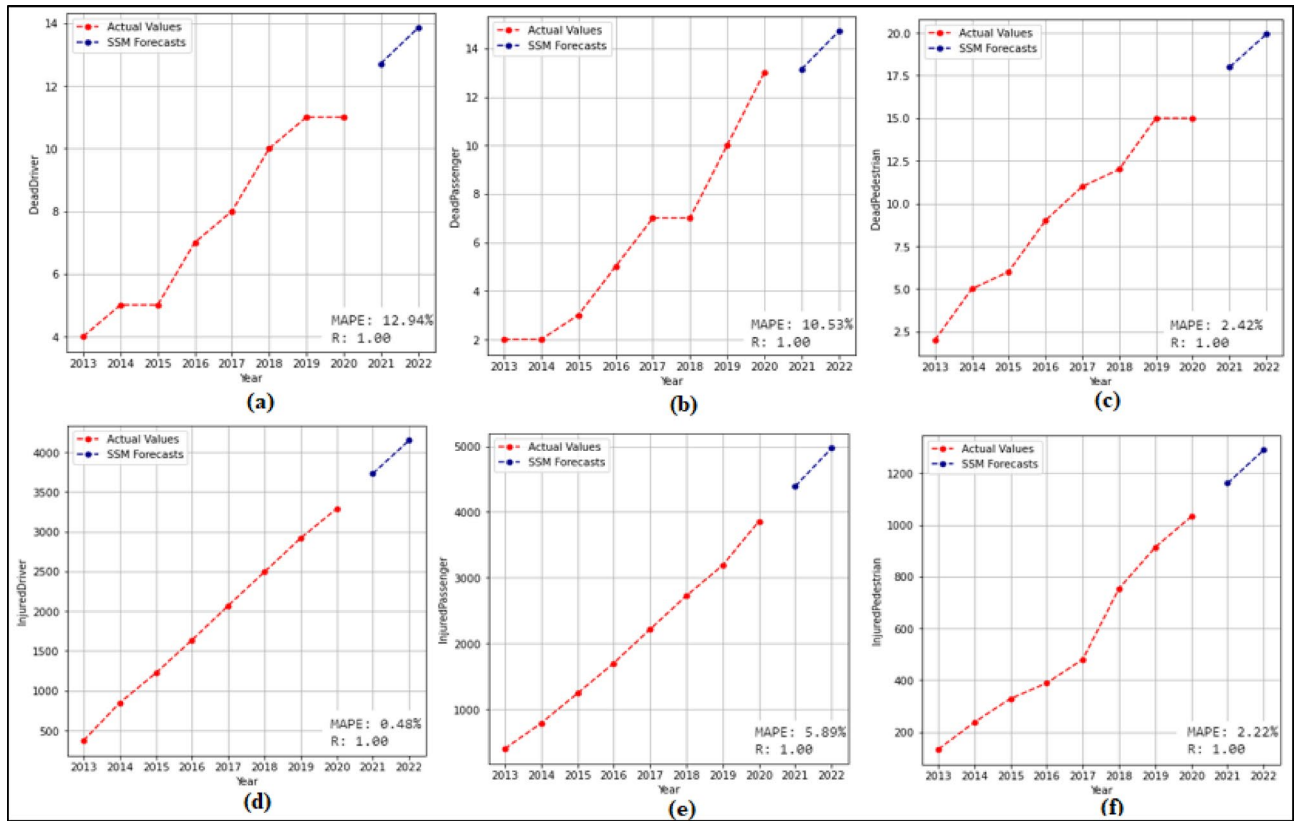 14
12
10
8
6
4
DeadDriver
Actual Values
SSM Forecasts
MAPE: 12.94%
R: 1.00
2013 2014 2015 2016 2017 2018 2019 2020 2021 2022
Year
(a)
14
12
10
8
6
4
2
DeadPassenger
Actual Values
SSM Forecasts
MAPE: 10.53%
R: 1.00
2013 2014 2015 2016 2017 2018 2019 2020 2021 2022
Year
(b)
20.0
17.5
15.0
12.5
10.0
7.5
5.0
2.5
DeadPedestrian
Actual Values
SSM Forecasts
MAPE: 2.42%
R: 1.00
2013 2014 2015 2016 2017 2018 2019 2020 2021 2022
Year
(c)
4000
3500
3000
2500
2000
1500
1000
500
InjuredDriver
Actual Values
SSM Forecasts
MAPE: 0.48%
R: 1.00
2013 2014 2015 2016 2017 2018 2019 2020 2021 2022
Year
(d)
5000
4000
3000
2000
1000
InjuredPassenger
Actual Values
SSM Forecasts
MAPE: 5.89%
R: 1.00
2013 2014 2015 2016 2017 2018 2019 2020 2021 2022
Year
(e)
1200
1000
800
600
400
200
InjuredPedestrian
Actual Values
SSM Forecasts
MAPE: 2.22%
R: 1.00
2013 2014 2015 2016 2017 2018 2019 2020 2021 2022
Year
(f)